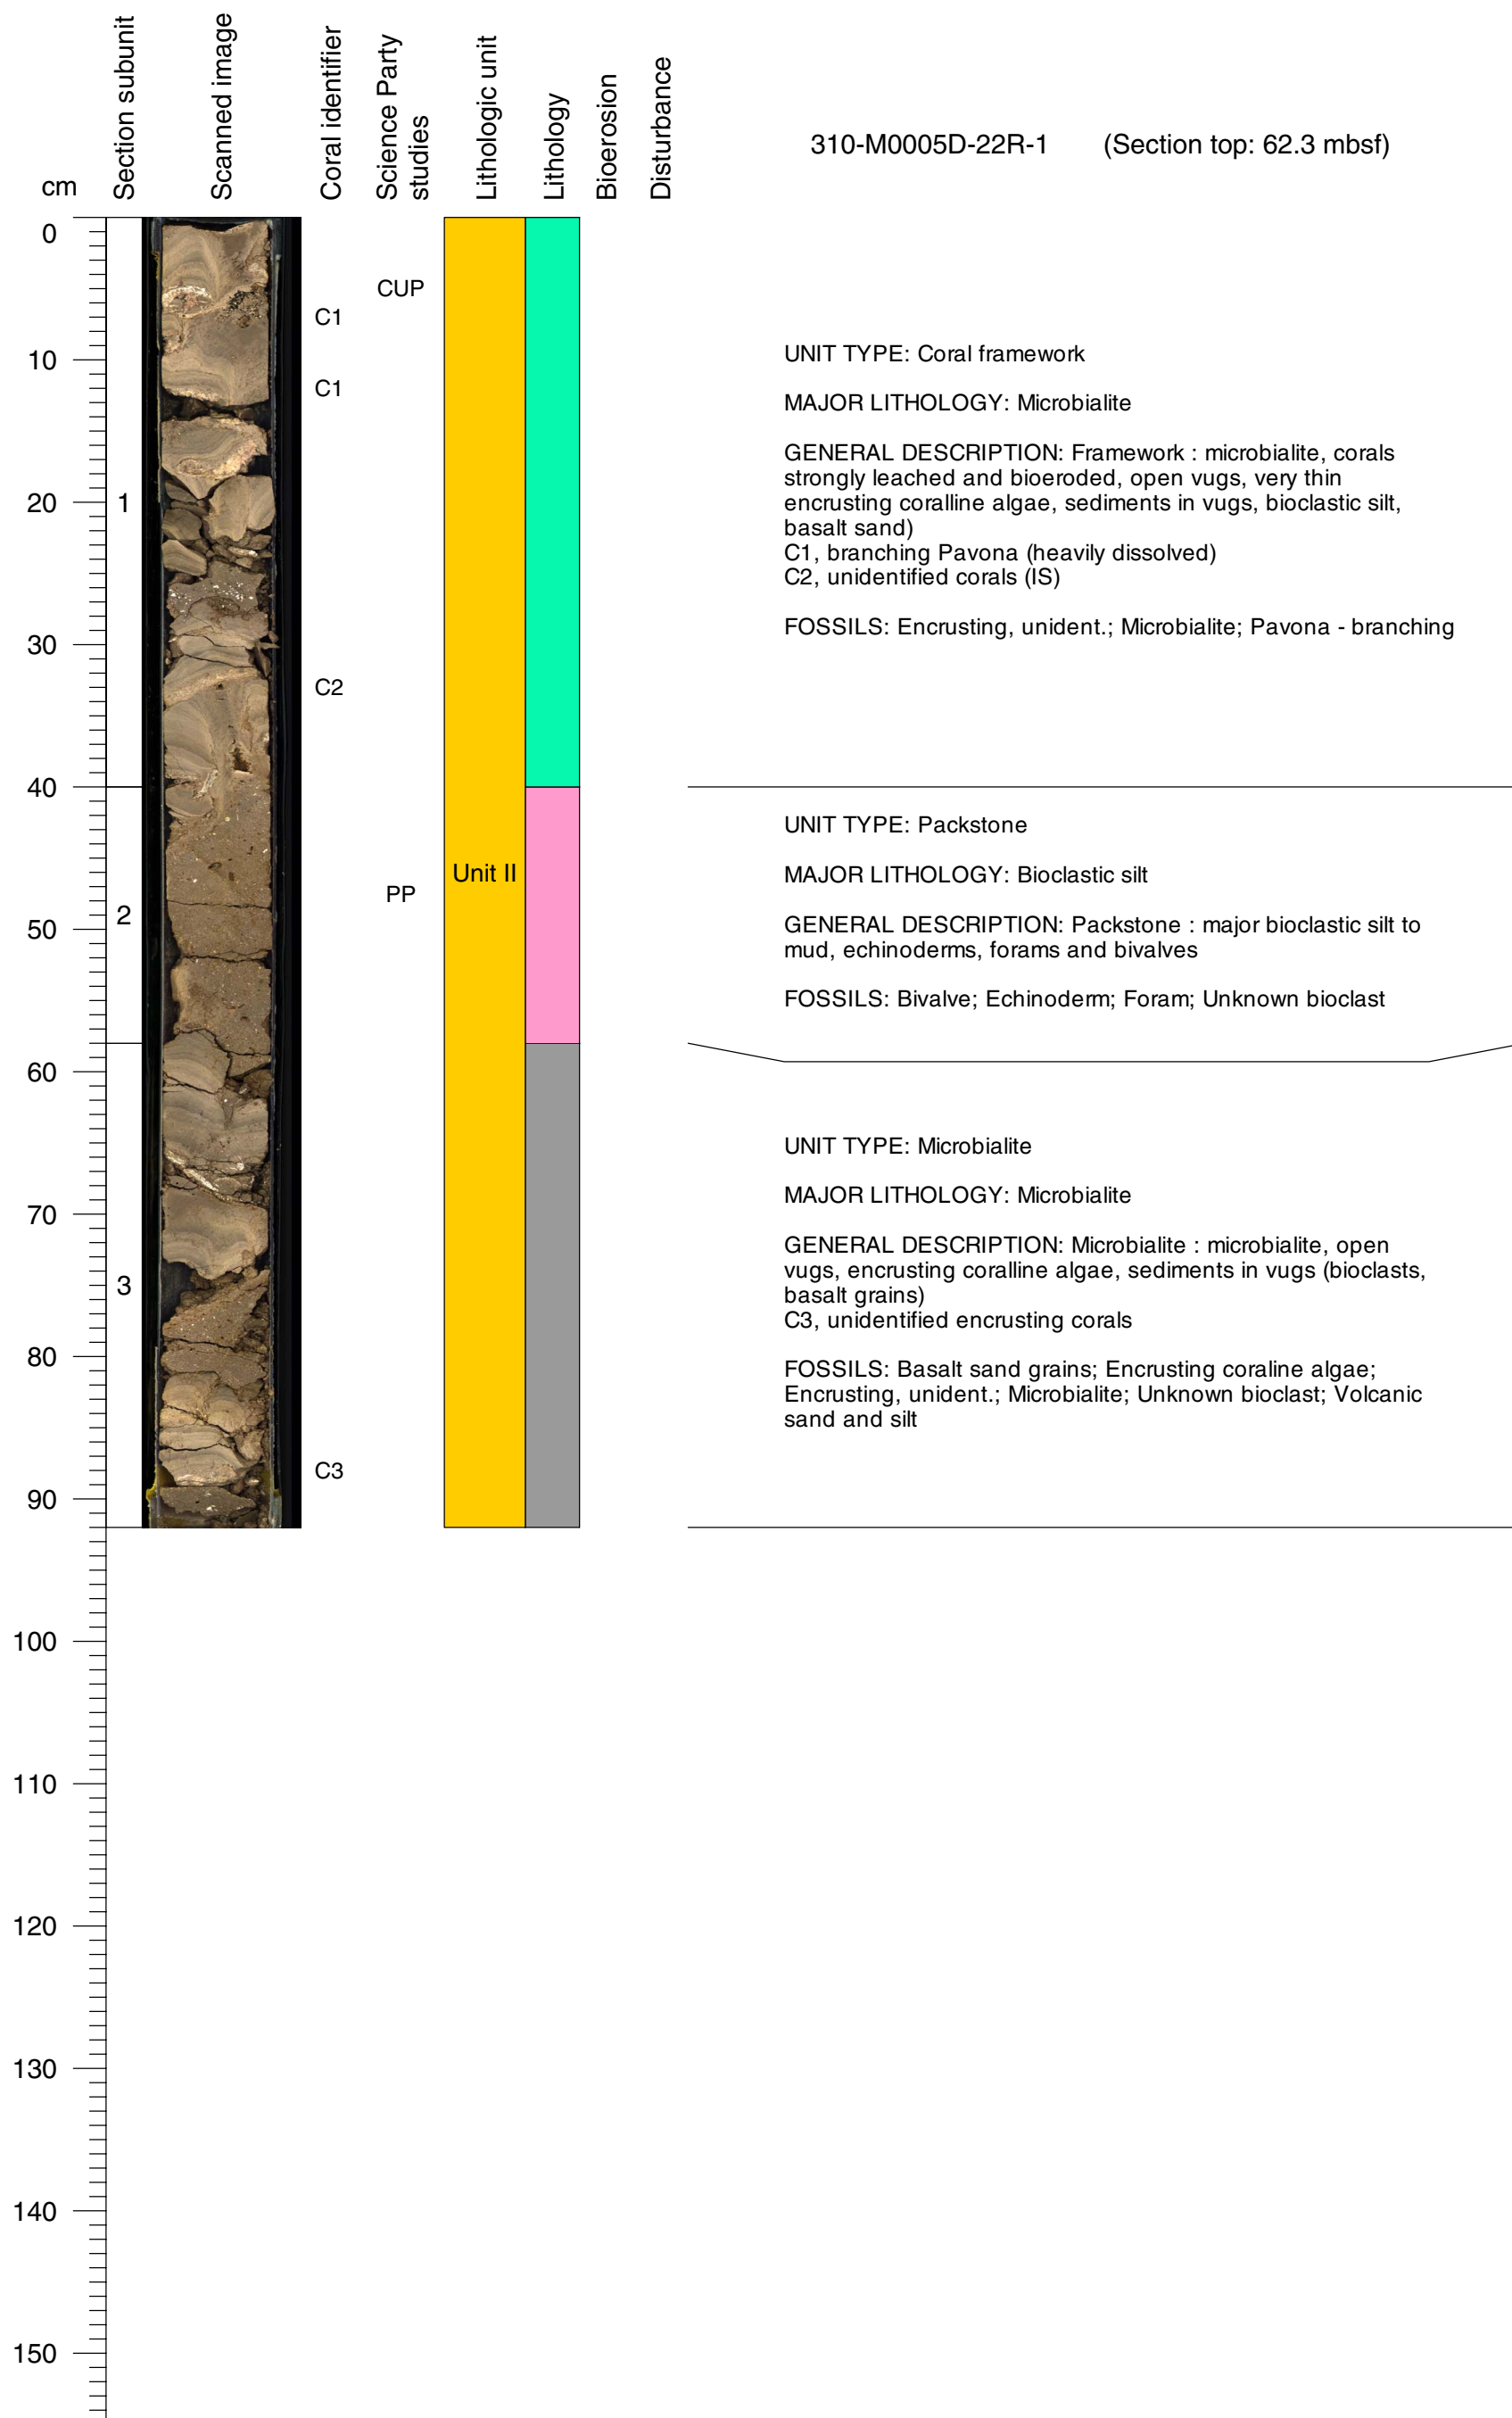 cm
Section subunit
Scanned image
Coral identifier
Science Party
studies
Lithologic unit
Lithology
Bioerosion
Disturbance
310-M0005D-22R-1 (Section top: 62.3 mbsf)
0
10
20
30
40
50
60
70
80
90
100
110
120
130
140
150
1
2
3
C1
C1
C2
C3
CUP
PP
Unit II
UNIT TYPE: Coral framework
MAJOR LITHOLOGY: Microbialite
GENERAL DESCRIPTION: Framework : microbialite, corals
strongly leached and bioeroded, open vugs, very thin
encrusting coralline algae, sediments in vugs, bioclastic silt,
basalt sand)
C1, branching Pavona (heavily dissolved)
C2, unidentified corals (IS)
FOSSILS: Encrusting, unident.; Microbialite; Pavona - branching
UNIT TYPE: Packstone
MAJOR LITHOLOGY: Bioclastic silt
GENERAL DESCRIPTION: Packstone : major bioclastic silt to
mud, echinoderms, forams and bivalves
FOSSILS: Bivalve; Echinoderm; Foram; Unknown bioclast
UNIT TYPE: Microbialite
MAJOR LITHOLOGY: Microbialite
GENERAL DESCRIPTION: Microbialite : microbialite, open
vugs, encrusting coralline algae, sediments in vugs (bioclasts,
basalt grains)
C3, unidentified encrusting corals
FOSSILS: Basalt sand grains; Encrusting coraline algae;
Encrusting, unident.; Microbialite; Unknown bioclast; Volcanic
sand and silt